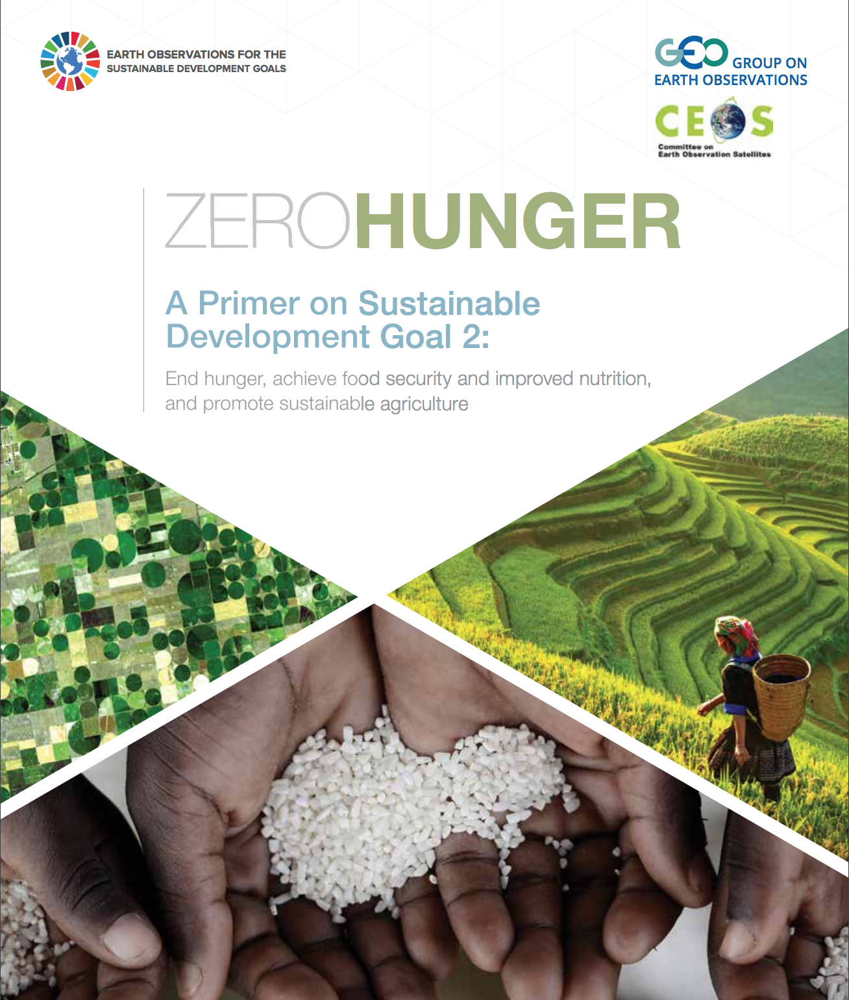 EARTH OBSERVATIONS FOR THE
SUSTAINABLE DEVELOPMENT GOALS
GEO GROUP ON
EARTH OBSERVATIONS
CEOS
Committee on
Earth Observation Satellites
ZEROHUNGER
A Primer on Sustainable
Development Goal 2:
End hunger, achieve food security and improved nutrition,
and promote sustainable agriculture